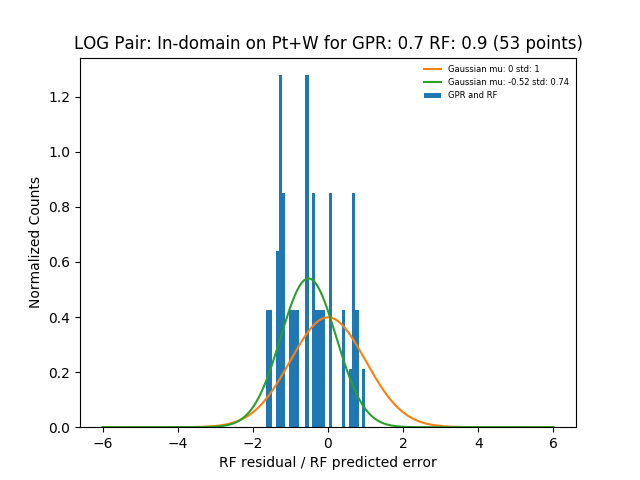 LOG Pair: In-domain on Pt+W for GPR: 0.7 RF: 0.9 (53 points)
Gaussian mu: 0 std: 1
Gaussian mu: -0.52 std: 0.74
GPR and RF
Normalized Counts
1.2
1.0
0.8
0.6
0.4
0.2
0.0
−6 −4 −2 0 2 4 6
RF residual / RF predicted error